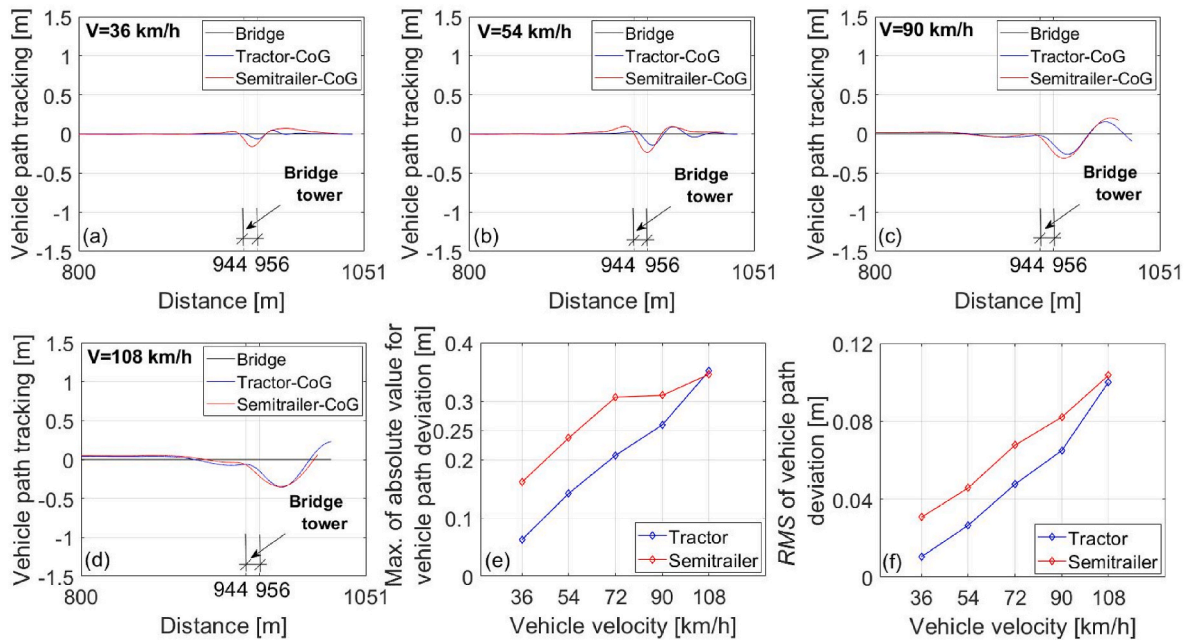 Vehicle path tracking [m]
1.5
1
0.5
0
-0.5
-1
-1.5
V=36 km/h
Bridge
Tractor-CoG
Semitrailer-CoG
Bridge
tower
(a)
800
944 956
1051
Distance [m]
Vehicle path tracking [m]
1.5
1
0.5
0
-0.5
-1
-1.5
V=54 km/h
Bridge
Tractor-CoG
Semitrailer-CoG
Bridge
tower
(b)
800
944 956
1051
Distance [m]
Vehicle path tracking [m]
1.5
1
0.5
0
-0.5
-1
-1.5
V=90 km/h
Bridge
Tractor-CoG
Semitrailer-CoG
Bridge
tower
(c)
800
944 956
1051
Distance [m]
Vehicle path tracking [m]
1.5
1
0.5
0
-0.5
-1
-1.5
V=108 km/h
Bridge
Tractor-CoG
Semitrailer-CoG
Bridge
tower
(d)
800
944 956
1051
Distance [m]
Max. of absolute value for
vehicle path deviation [m]
0.4
0.3
0.25
0.2
0.1
0
Tractor
Semitrailer
(e)
36 54 72 90 108
Vehicle velocity [km/h]
RMS of vehicle path
deviation [m]
0.12
0.08
0.04
0
Tractor
Semitrailer
(f)
36 54 72 90 108
Vehicle velocity [km/h]